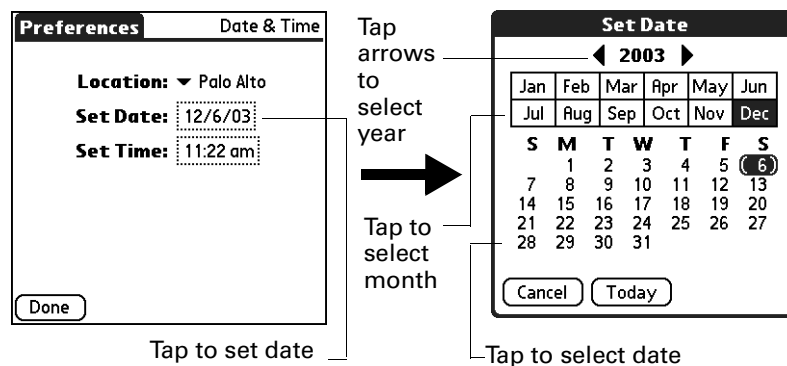 Preferences
Date & Time
Location: Palo Alto
Set Date: 12/6/03
Set Time: 11:22 am
Done
Tap to set date
Tap
arrows
to
select
year
Tap to
select
month
Set Date
2003
Jan Feb Mar Apr May Jun
Jul Aug Sep Oct Nov Dec
S M T W T F S
1 2 3 4 5 6
7 8 9 10 11 12 13
14 15 16 17 18 19 20
21 22 23 24 25 26 27
28 29 30 31
Cancel Today
Tap to select date